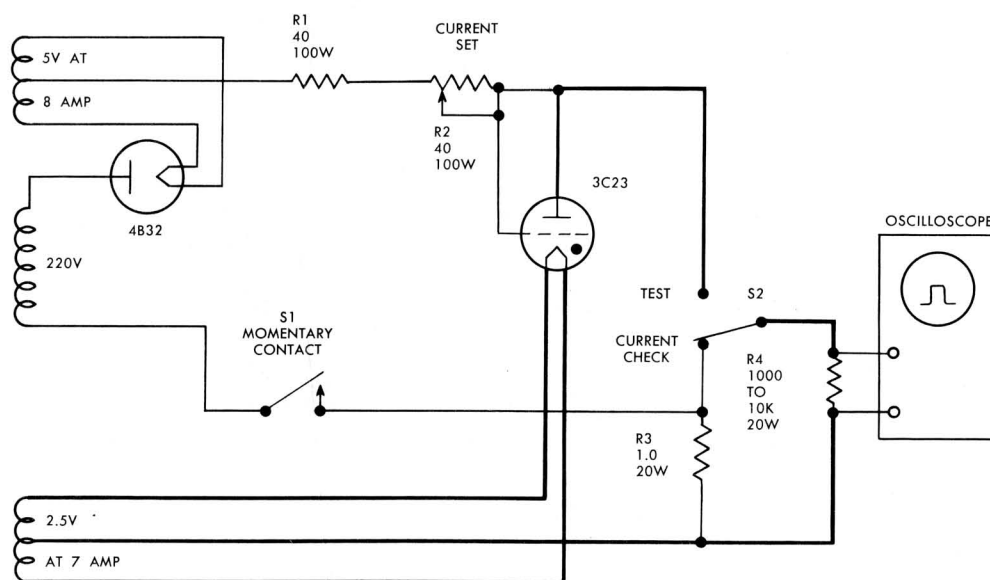 R1
40
100W
CURRENT
SET
5V AT
8 AMP
R2
40
100W
3C23
4B32
220V
OSCILLOSCOPE
TEST
S2
S1
MOMENTARY
CONTACT
CURRENT
CHECK
R4
1000
TO
10K
20W
R3
1.0
20W
2.5V
AT 7 AMP